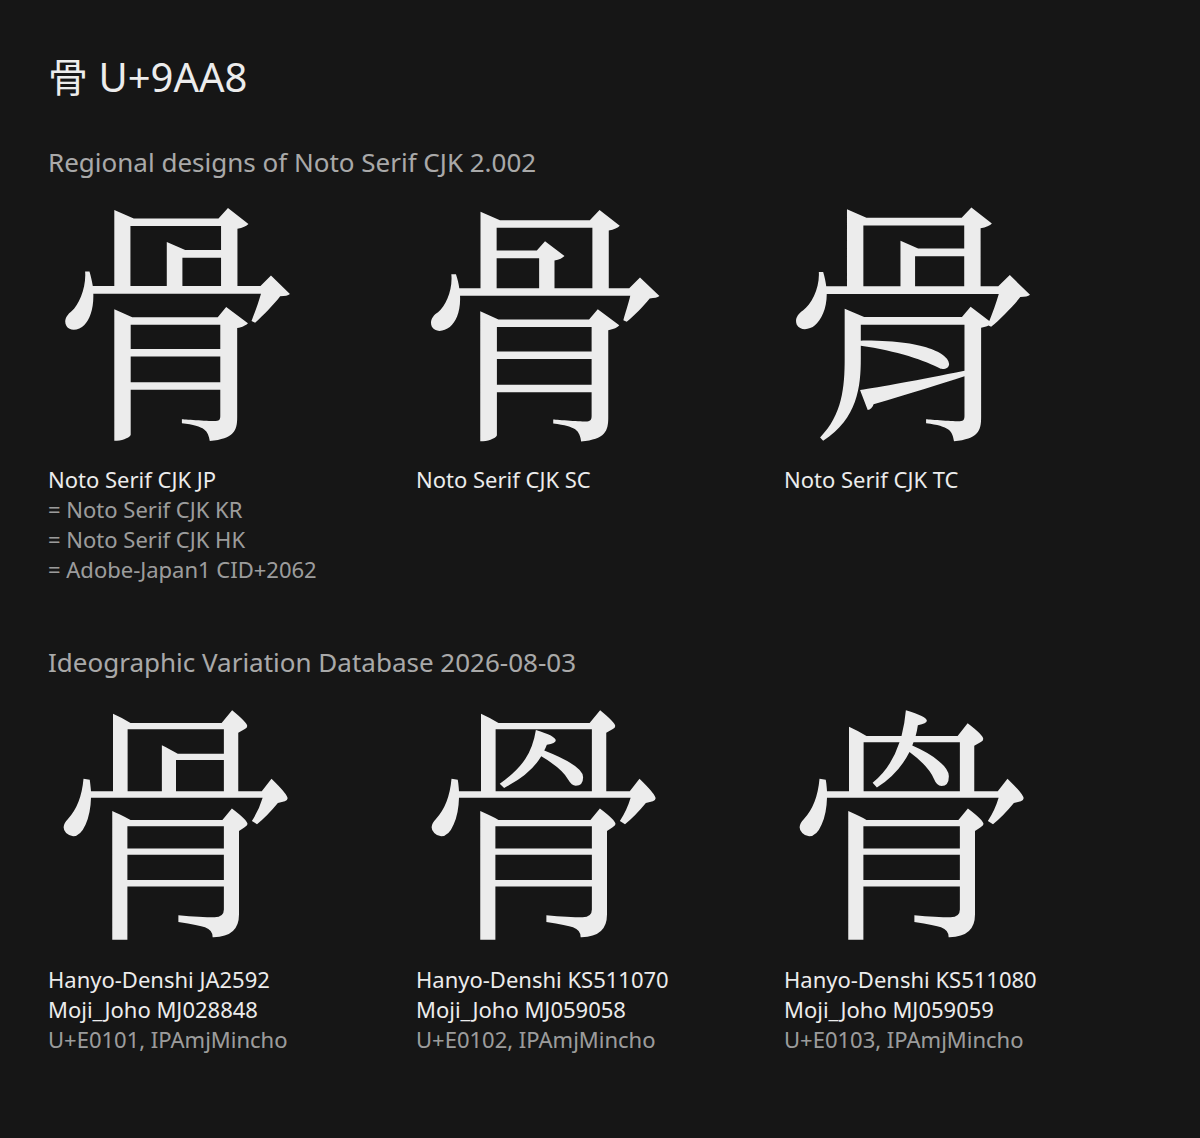 骨 U+9AA8
Regional designs of Noto Serif CJK 2.002
骨 骨 骨
Noto Serif CJK JP
= Noto Serif CJK KR
= Noto Serif CJK HK
= Adobe-Japan1 CID+2062
Noto Serif CJK SC
Noto Serif CJK TC
Ideographic Variation Database 2026-08-03
骨󠄁 骨󠄂 骨󠄃
Hanyo-Denshi JA2592
Moji_Joho MJ028848
U+E0101, IPAmjMincho
Hanyo-Denshi KS511070
Moji_Joho MJ059058
U+E0102, IPAmjMincho
Hanyo-Denshi KS511080
Moji_Joho MJ059059
U+E0103, IPAmjMincho